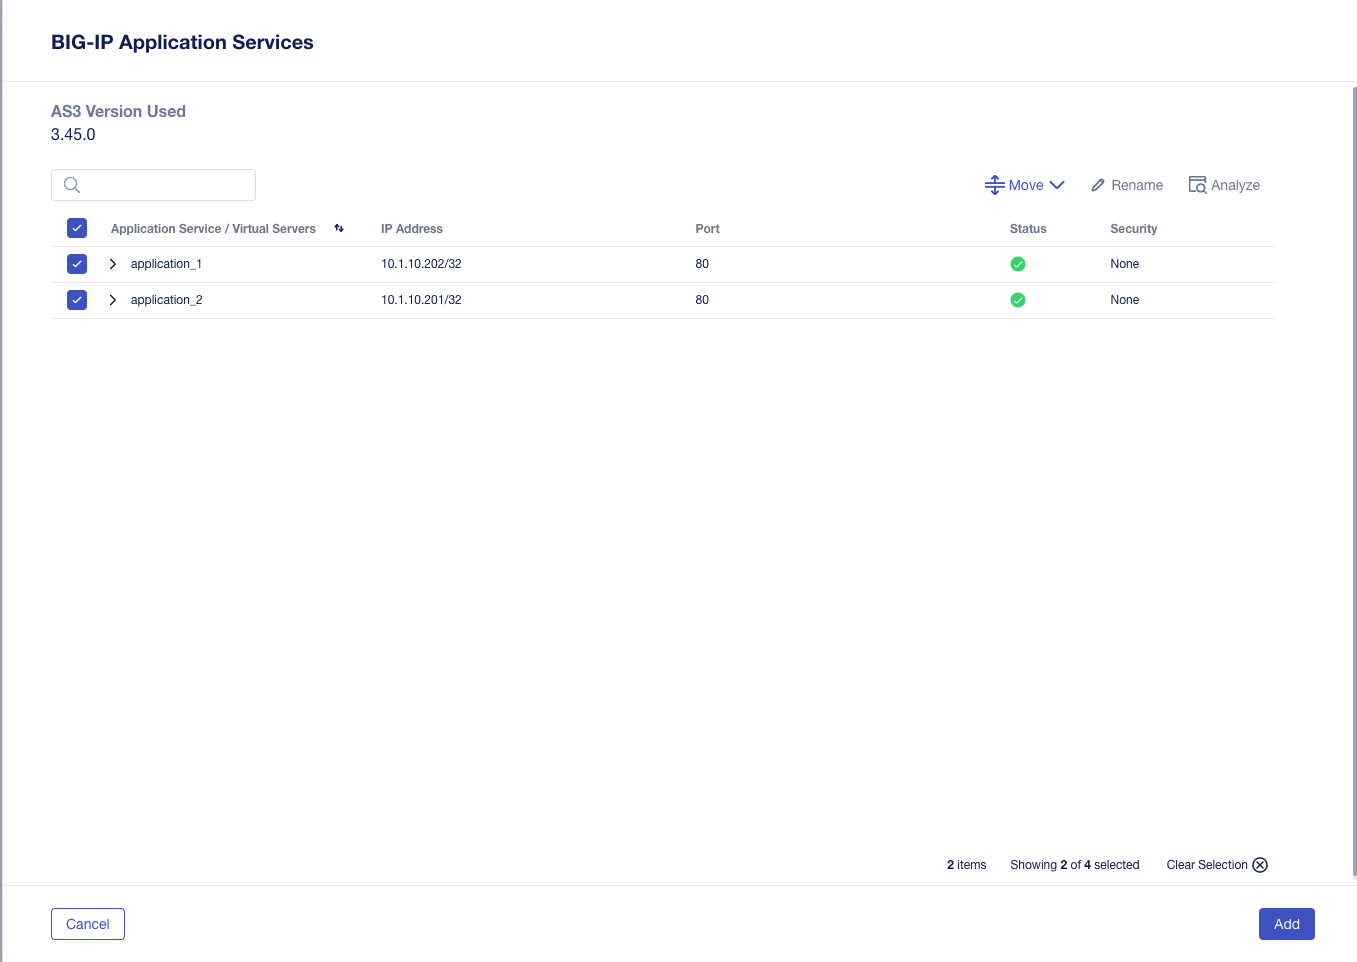 BIG-IP Application Services
AS3 Version Used
3.45.0
Move Rename Analyze
Application Service / Virtual Servers IP Address Port Status Security
application_1 10.1.10.202/32 80 None
application_2 10.1.10.201/32 80 None
2 items Showing 2 of 4 selected Clear Selection
Cancel Add